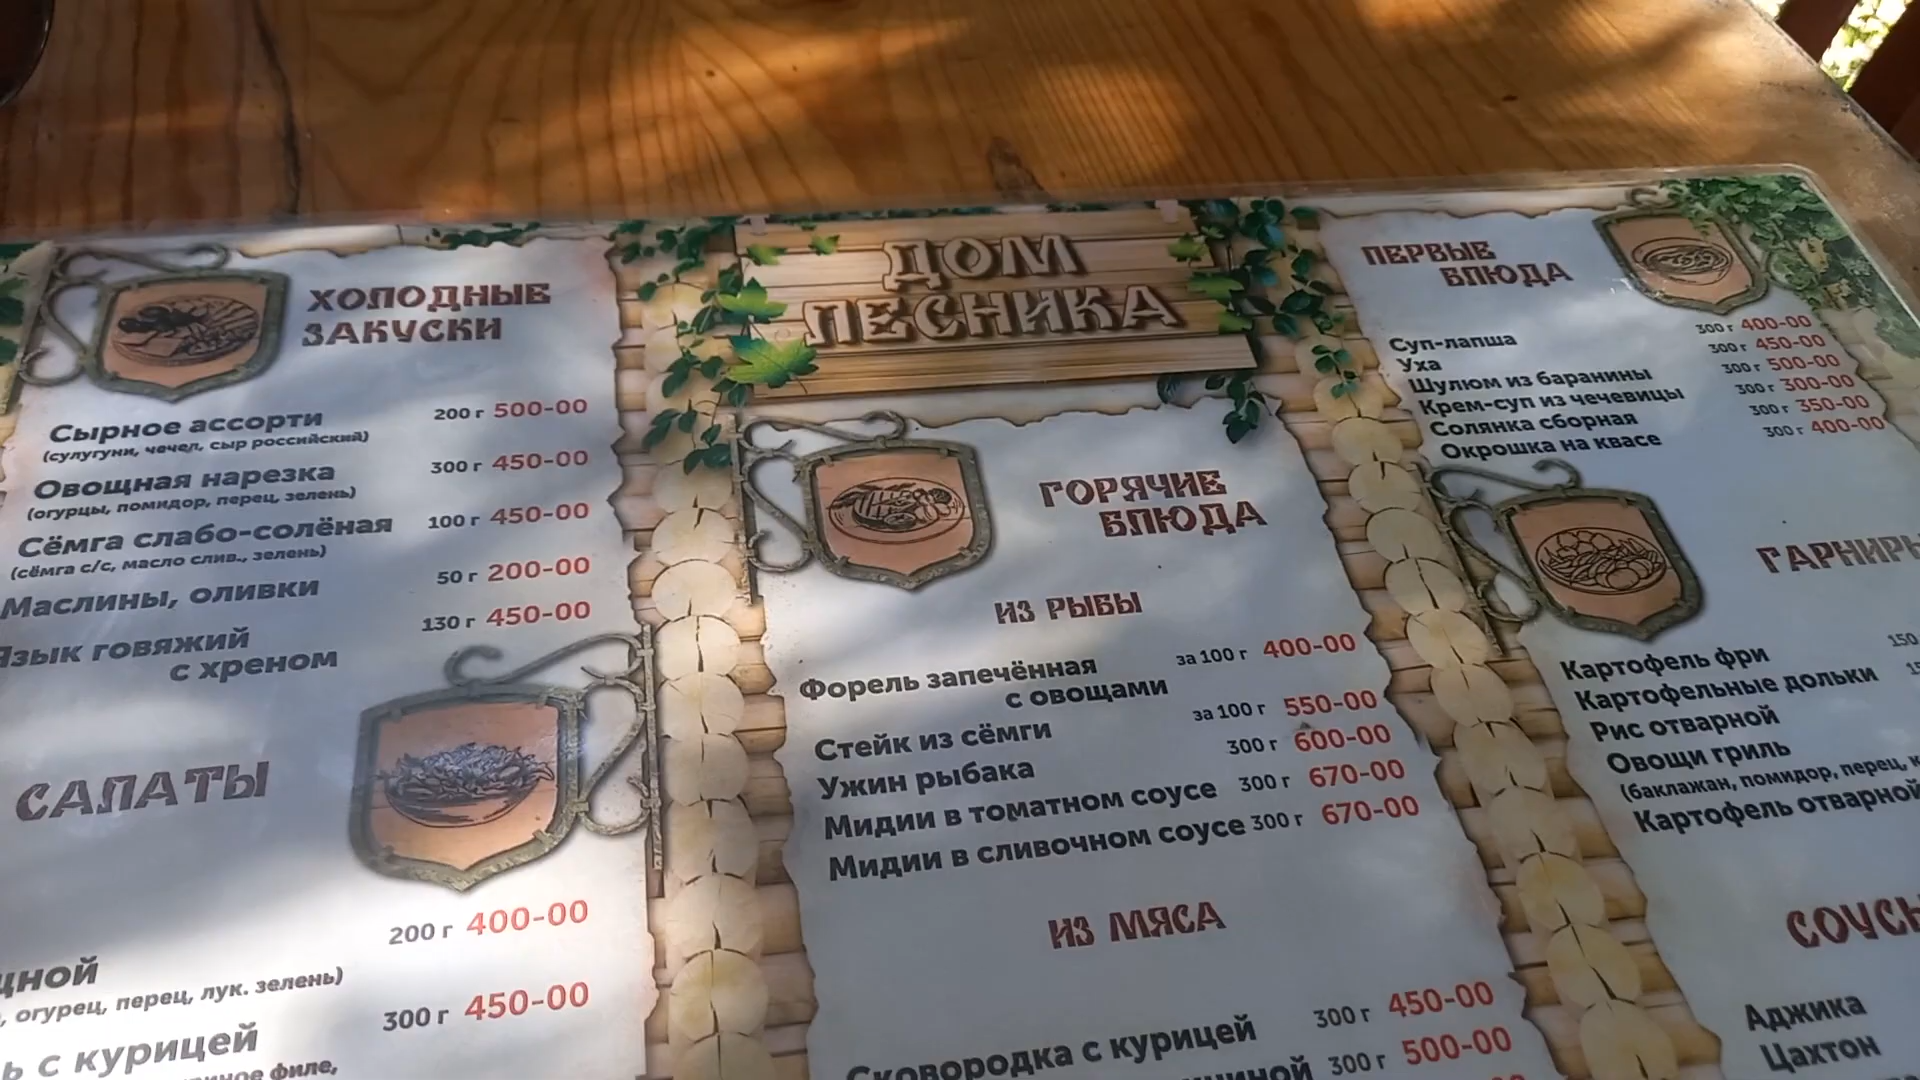 ХОЛОДНЫЕ
ЗАКУСКИ
Сырное ассорти 200 г 500-00
(сулугуни, чечел, сыр российский)
Овощная нарезка 300 г 450-00
(огурцы, помидор, перец, зелень)
Сёмга слабо-солёная 100 г 450-00
(сёмга с/с, масло слив., зелень)
Маслины, оливки 50 г 200-00
Язык говяжий 130 г 450-00
с хреном
САЛАТЫ
200 г 400-00
огурец, перец, лук. зелень)
с курицей 300 г 450-00
филе,
ДОМ
ЛЕСНИКА
ГОРЯЧИЕ
БЛЮДА
ИЗ РЫБЫ
Форель запечённая за 100 г 400-00
с овощами
Стейк из сёмги за 100 г 550-00
Ужин рыбака 300 г 600-00
Мидии в томатном соусе 300 г 670-00
Мидии в сливочном соусе 300 г 670-00
ИЗ МЯСА
Сковородка с курицей 300 г 450-00
300 г 500-00
ПЕРВЫЕ
БЛЮДА
Суп-лапша 300 г 400-00
Уха 300 г 450-00
Шулюм из баранины 300 г 500-00
Крем-суп из чечевицы 300 г 300-00
Солянка сборная 300 г 350-00
Окрошка на квасе 300 г 400-00
ГАРНИРЫ
Картофель фри 150
Картофельные дольки
Рис отварной
Овощи гриль
(баклажан, помидор, перец,
Картофель отварной
СОУСЫ
Аджика
Цахтон